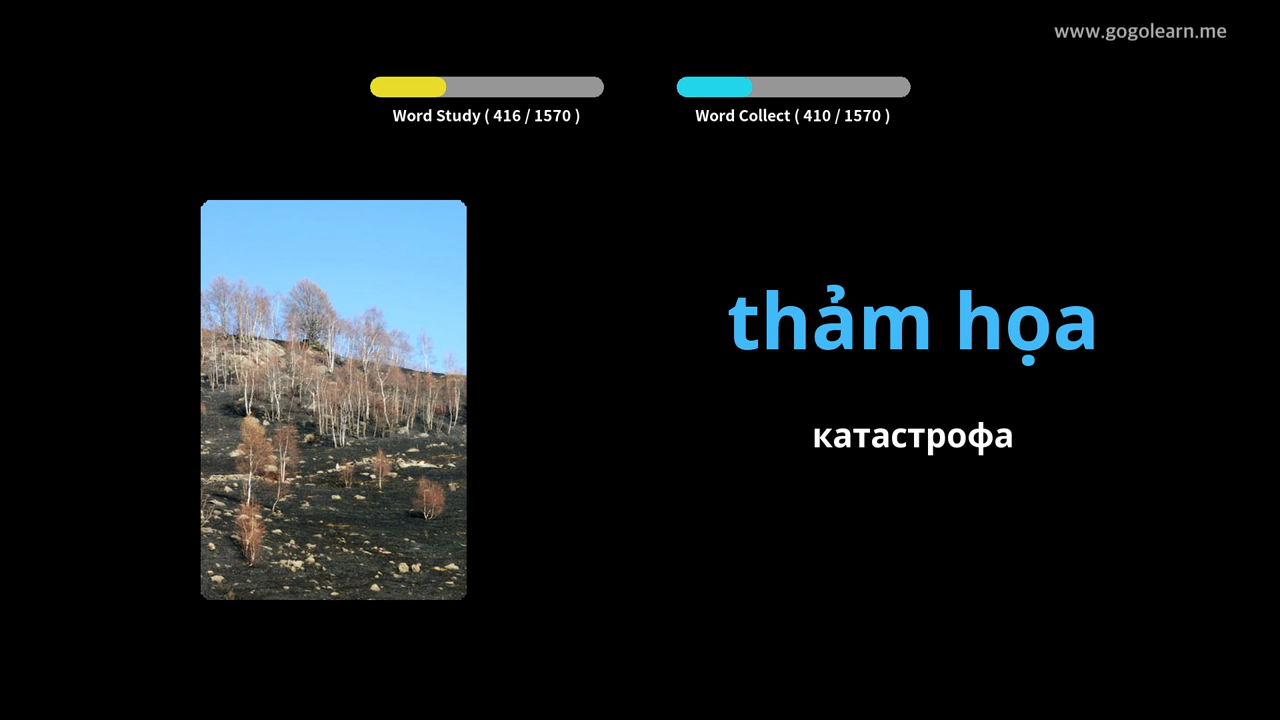 www.gogolearn.me
Word Study ( 416 / 1570 )
Word Collect ( 410 / 1570 )
thảm họa
катастрофа